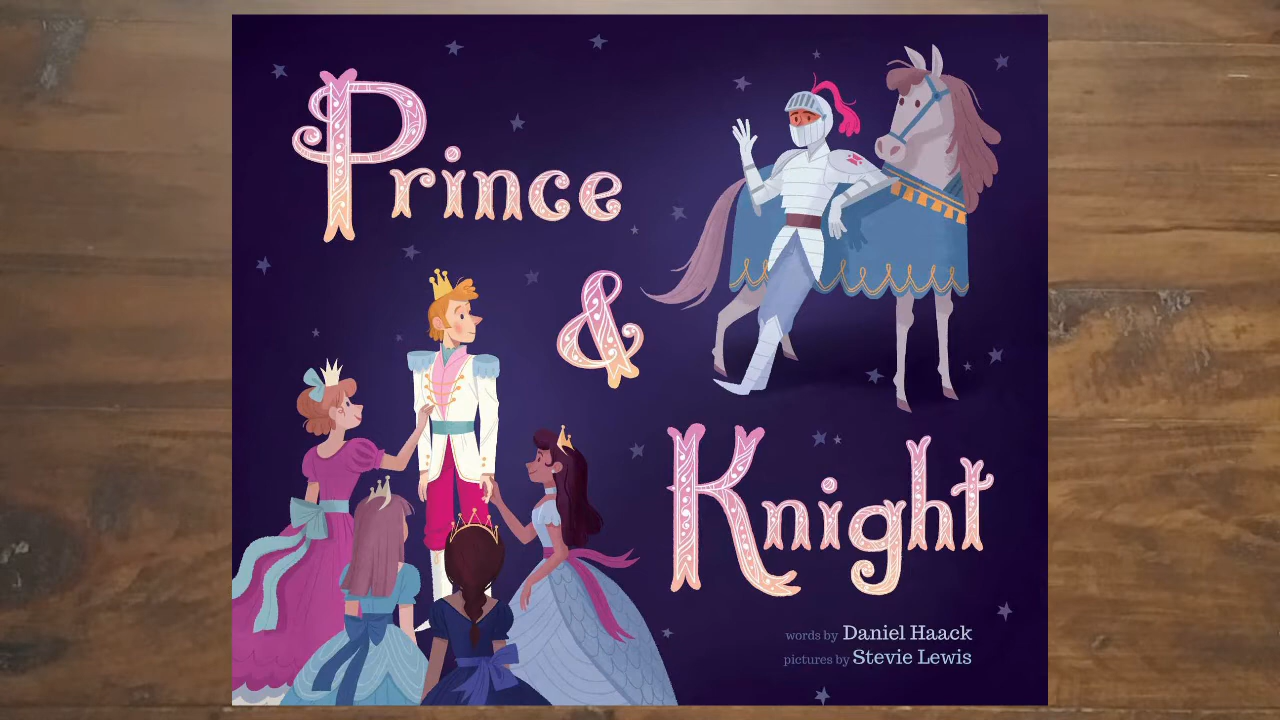 Prince
&
Knight
words by Daniel Haack
pictures by Stevie Lewis